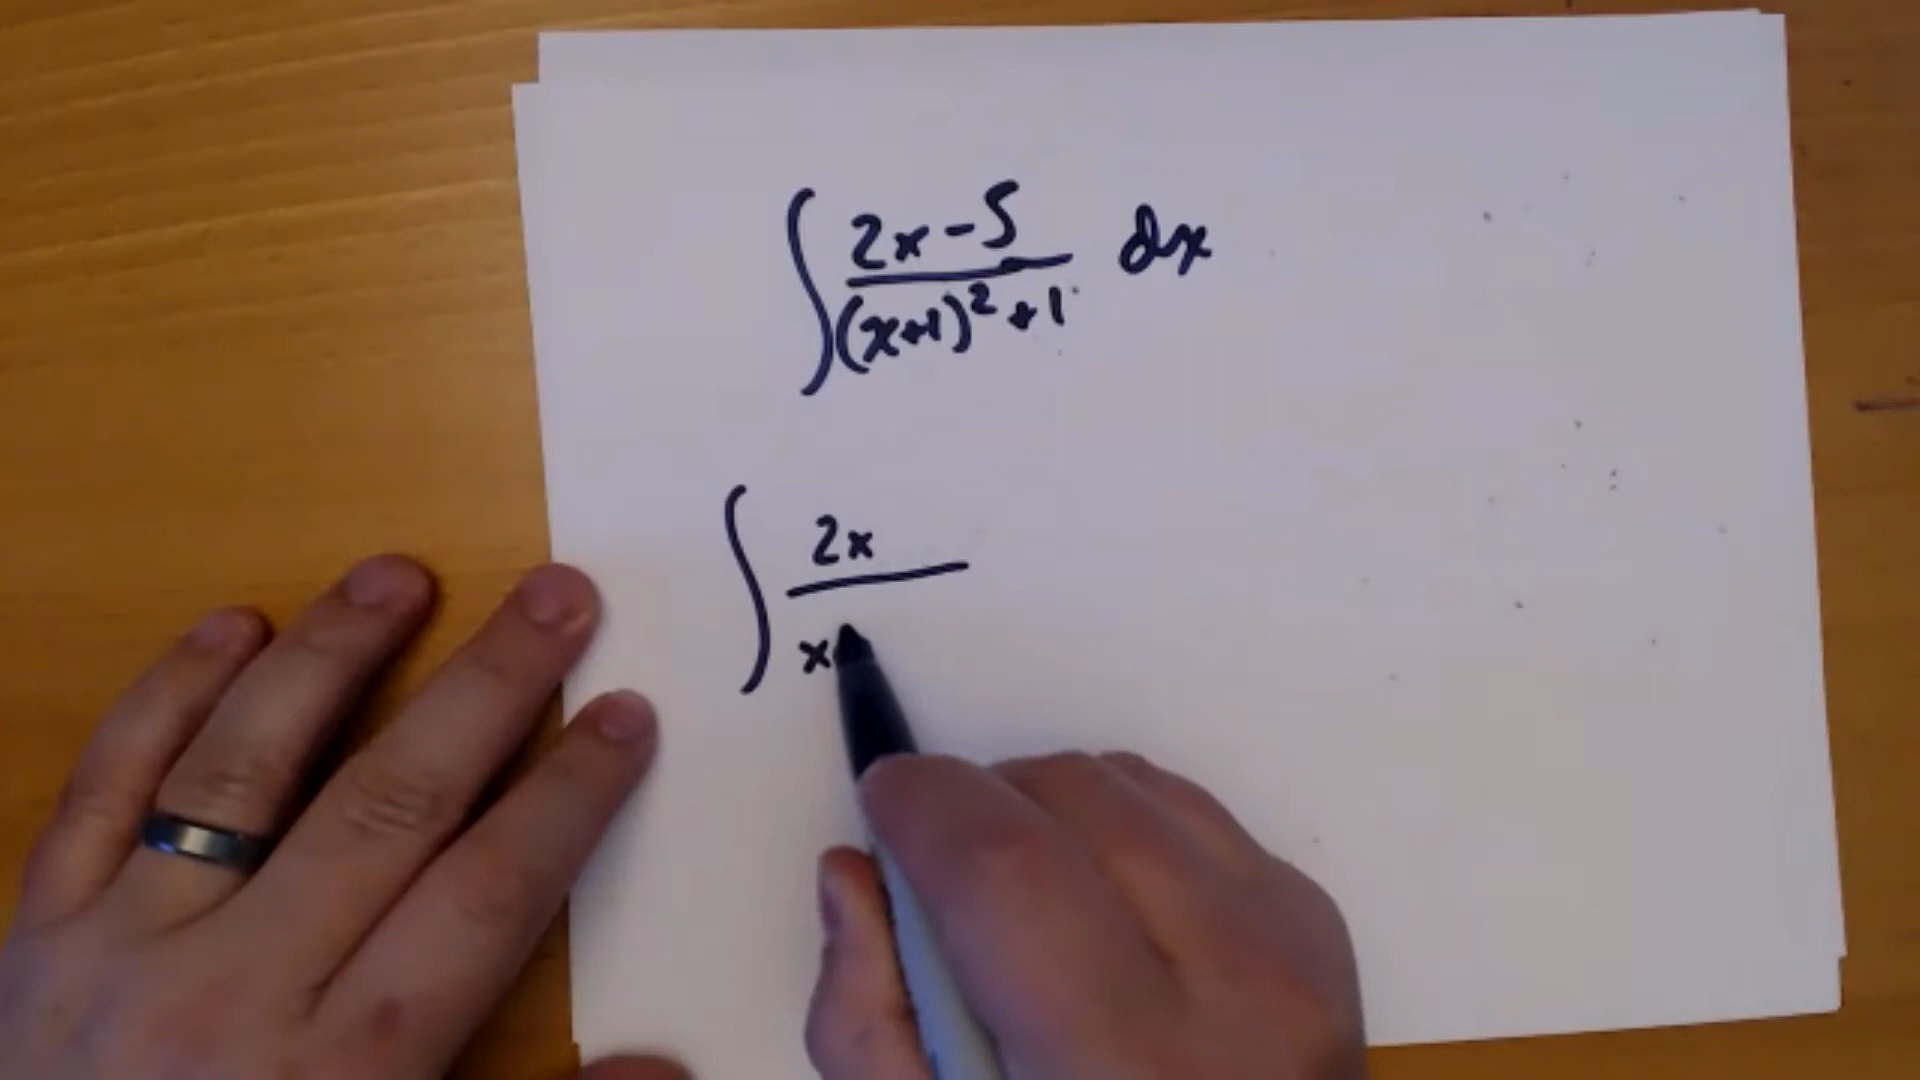 ∫ (2x-5)/((x+1)²+1) dx
∫ 2x/x